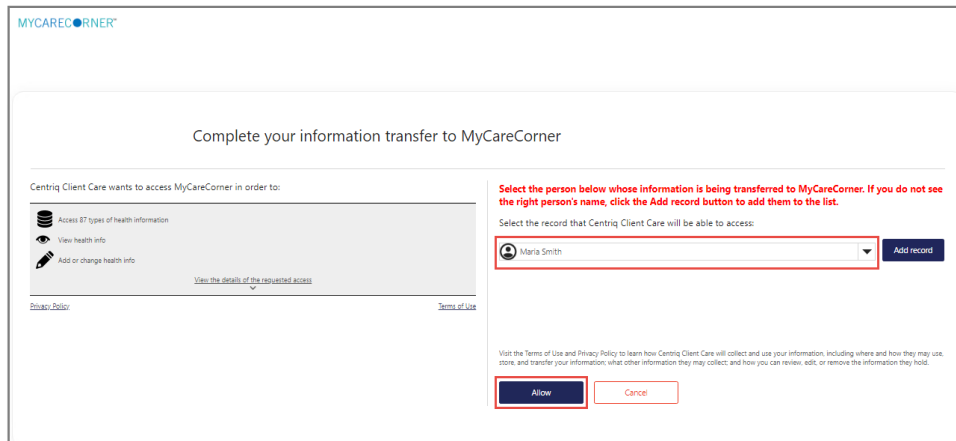 MYCARECORNER™
Complete your information transfer to MyCareCorner
Centriq Client Care wants to access MyCareCorner in order to:
Access 87 types of health information
View health info
Add or change health info
View the details of the requested access
Privacy Policy
Terms of Use
Select the person below whose information is being transferred to MyCareCorner. If you do not see
the right person's name, click the Add record button to add them to the list.
Select the record that Centriq Client Care will be able to access:
Maria Smith
Add record
Visit the Terms of Use and Privacy Policy to learn how Centriq Client Care will collect and use your information, including where and how they may use,
store, and transfer your information; what other information they may collect; and how you can review, edit, or remove the information they hold.
Allow
Cancel